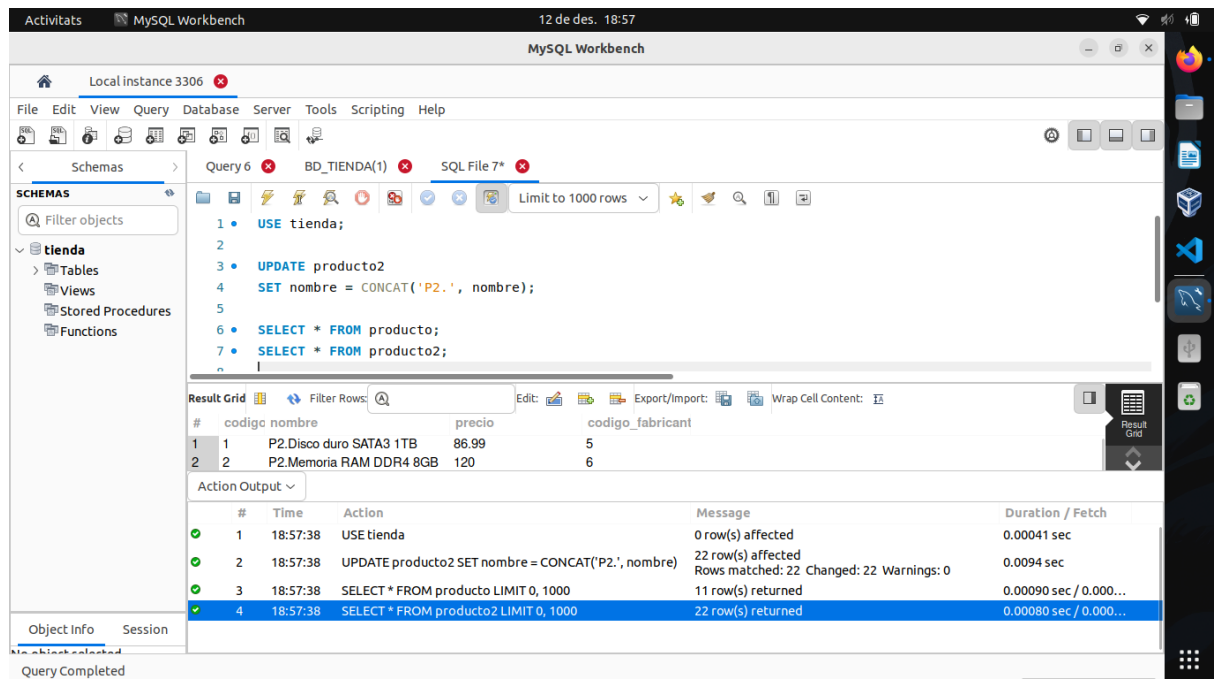 Activitats MySQL Workbench 12 de des. 18:57
MySQL Workbench
Local instance 3306
File Edit View Query Database Server Tools Scripting Help
Schemas Query 6 BD_TIENDA(1) SQL File 7*
SCHEMAS
Limit to 1000 rows
Filter objects
tienda
Tables
Views
Stored Procedures
Functions
1 USE tienda;
2
3 UPDATE producto2
4 SET nombre = CONCAT('P2.', nombre);
5
6 SELECT * FROM producto;
7 SELECT * FROM producto2;
Result Grid Filter Rows: Edit: Export/Import: Wrap Cell Content:
Result Grid
# codigo nombre precio codigo_fabricant
1 1 P2.Disco duro SATA3 1TB 86.99 5
2 2 P2.Memoria RAM DDR4 8GB 120 6
Action Output
# Time Action Message Duration / Fetch
1 18:57:38 USE tienda 0 row(s) affected 0.00041 sec
2 18:57:38 UPDATE producto2 SET nombre = CONCAT('P2.', nombre) 22 row(s) affected Rows matched: 22 Changed: 22 Warnings: 0 0.0094 sec
3 18:57:38 SELECT * FROM producto LIMIT 0, 1000 11 row(s) returned 0.00090 sec / 0.000...
4 18:57:38 SELECT * FROM producto2 LIMIT 0, 1000 22 row(s) returned 0.00080 sec / 0.000...
Object Info Session
No object selected
Query Completed